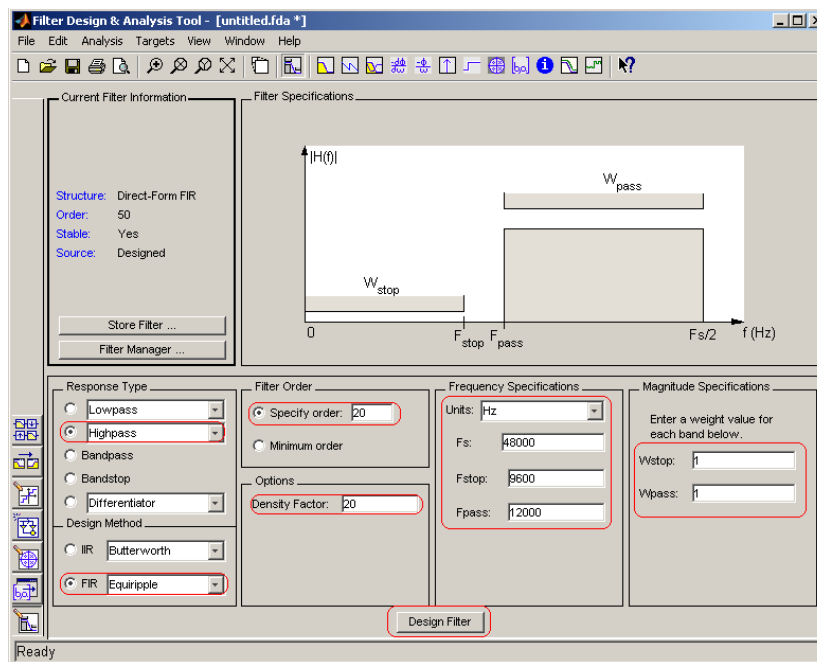 Filter Design & Analysis Tool - [untitled.fda *]
File Edit Analysis Targets View Window Help
Current Filter Information
Structure: Direct-Form FIR
Order: 50
Stable: Yes
Source: Designed
Store Filter ...
Filter Manager ...
Filter Specifications
|H(f)|
Wpass
Wstop
0
Fstop
Fpass
Fs/2
f (Hz)
Response Type
Lowpass
Highpass
Bandpass
Bandstop
Differentiator
Design Method
IIR Butterworth
FIR Equiripple
Filter Order
Specify order: 20
Minimum order
Options
Density Factor: 20
Frequency Specifications
Units: Hz
Fs: 48000
Fstop: 9600
Fpass: 12000
Magnitude Specifications
Enter a weight value for
each band below.
Wstop: 1
Wpass: 1
Design Filter
Ready